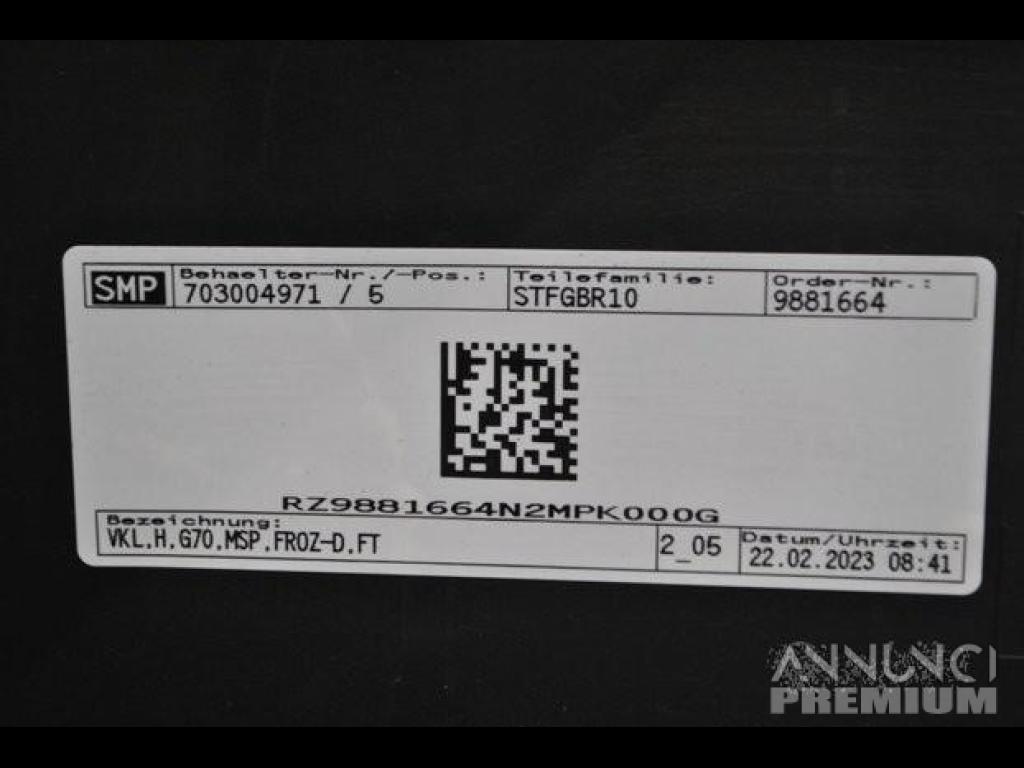 SMP
Behaelter-Nr./-Pos.:
703004971 / 5
Teilefamilie:
STFGBR10
Order-Nr.:
9881664
RZ9881664N2MPK000G
Bezeichnung:
VKL.H.G70.MSP.FROZ-D.FT
2_05
Datum/Uhrzeit:
22.02.2023 08:41
ANNUNCI
PREMIUM